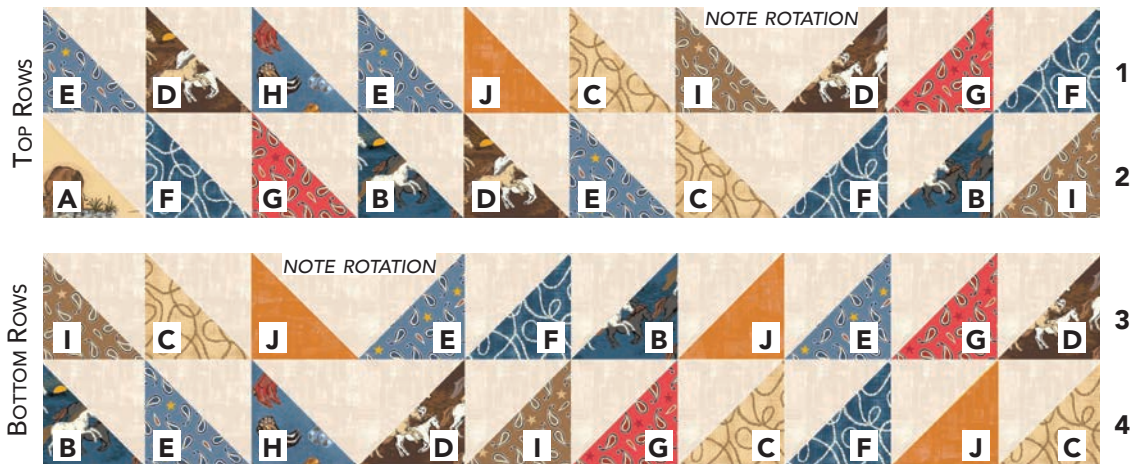 NOTE ROTATION
E D H E J C I D G F 1
TOP ROWS
A F G B D E C F B I 2
NOTE ROTATION
I C J E F B J E G D 3
BOTTOM ROWS
B E H D I G C F J C 4